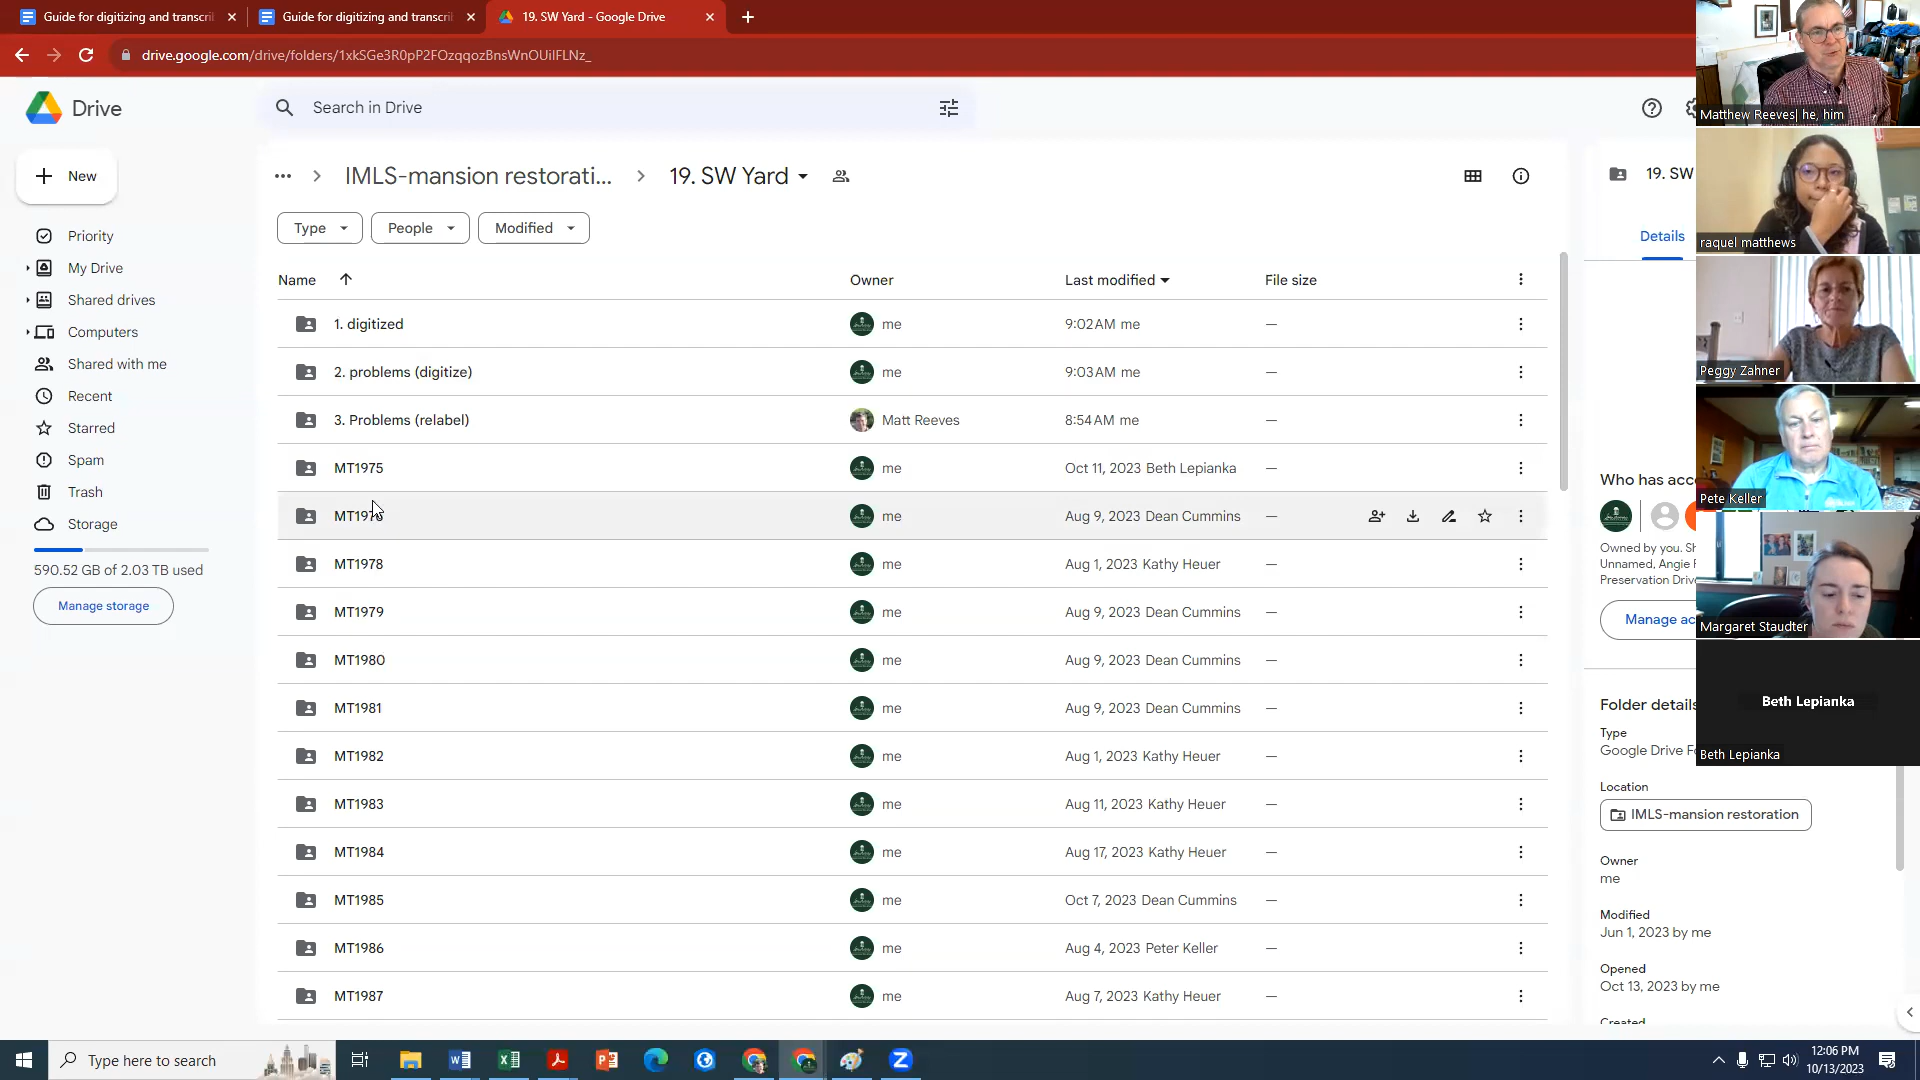 Guide for digitizing and transcri
Guide for digitizing and transcri
19. SW Yard - Google Drive
drive.google.com/drive/folders/1xkSGe3R0pP2FOzqqozBnsWnOUiIFLNz_
Drive
Search in Drive
New
IMLS-mansion restorati...
19. SW Yard
Type
People
Modified
Priority
My Drive
Shared drives
Computers
Shared with me
Recent
Starred
Spam
Trash
Storage
590.52 GB of 2.03 TB used
Manage storage
Name Owner Last modified File size
1. digitized me 9:02 AM me —
2. problems (digitize) me 9:03 AM me —
3. Problems (relabel) Matt Reeves 8:54 AM me —
MT1975 me Oct 11, 2023 Beth Lepianka —
MT1976 me Aug 9, 2023 Dean Cummins —
MT1978 me Aug 1, 2023 Kathy Heuer —
MT1979 me Aug 9, 2023 Dean Cummins —
MT1980 me Aug 9, 2023 Dean Cummins —
MT1981 me Aug 9, 2023 Dean Cummins —
MT1982 me Aug 1, 2023 Kathy Heuer —
MT1983 me Aug 11, 2023 Kathy Heuer —
MT1984 me Aug 17, 2023 Kathy Heuer —
MT1985 me Oct 7, 2023 Dean Cummins —
MT1986 me Aug 4, 2023 Peter Keller —
MT1987 me Aug 7, 2023 Kathy Heuer —
19. SW
Details
Who has acc
Owned by you. Sh
Unnamed, Angie
Preservation Driv
Manage ac
Folder details
Type
Google Drive F
Location
IMLS-mansion restoration
Owner
me
Modified
Jun 1, 2023 by me
Opened
Oct 13, 2023 by me
Created
Matthew Reeves| he, him
raquel matthews
Peggy Zahner
Pete Keller
Margaret Staudter
Beth Lepianka
Beth Lepianka
Type here to search
12:06 PM
10/13/2023